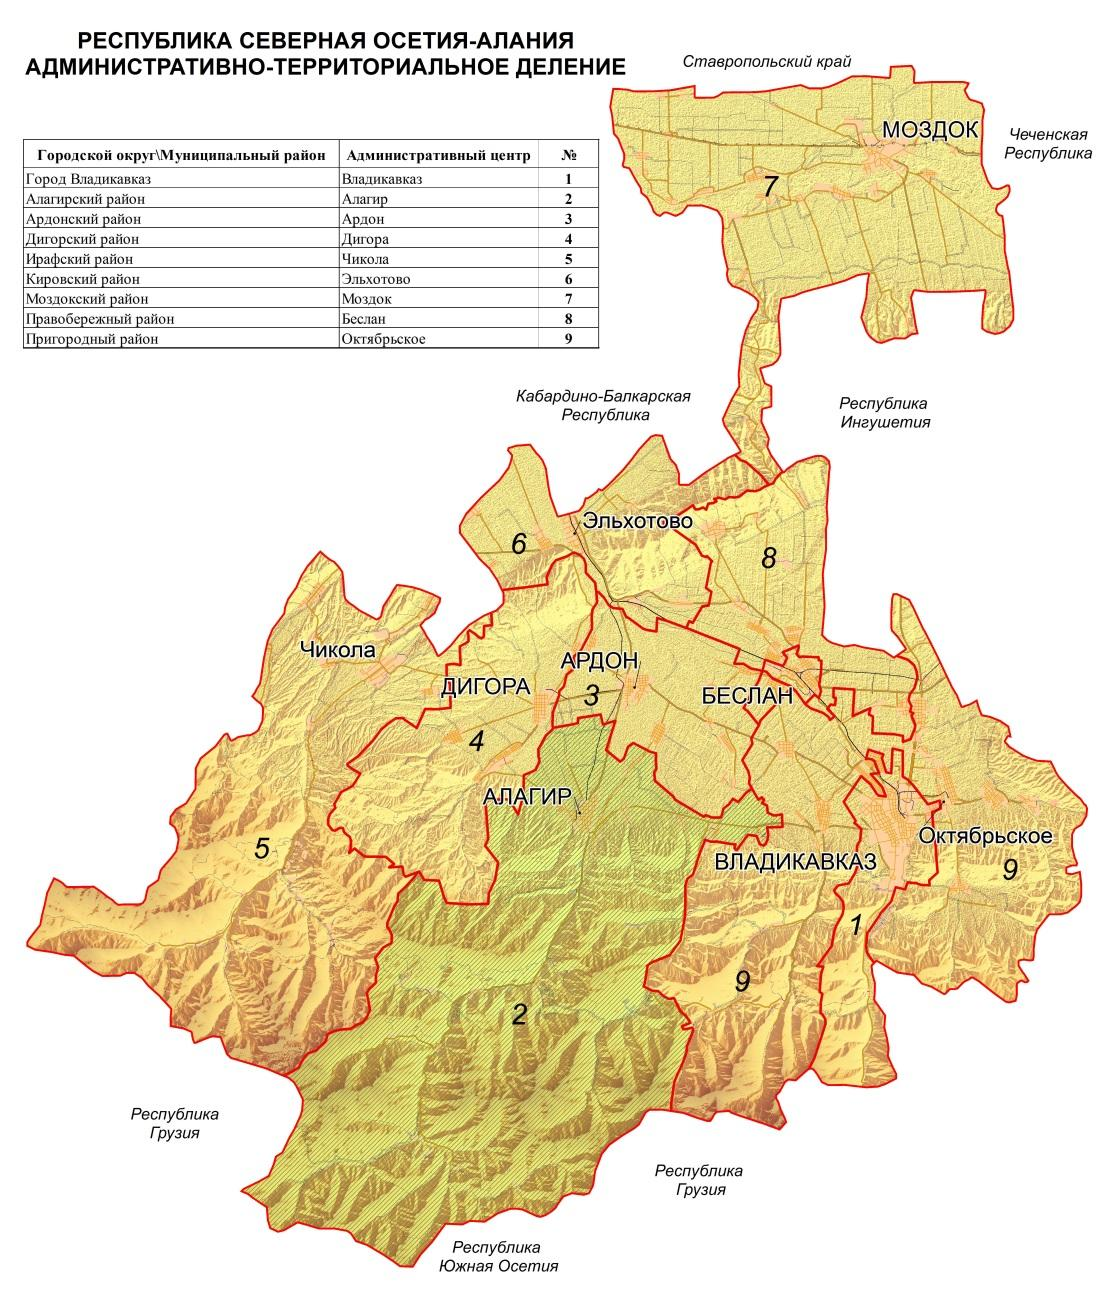 РЕСПУБЛИКА СЕВЕРНАЯ ОСЕТИЯ-АЛАНИЯ
АДМИНИСТРАТИВНО-ТЕРРИТОРИАЛЬНОЕ ДЕЛЕНИЕ
Городской округ\Муниципальный район Административный центр №
Город Владикавказ Владикавказ 1
Алагирский район Алагир 2
Ардонский район Ардон 3
Дигорский район Дигора 4
Ирафский район Чикола 5
Кировский район Эльхотово 6
Моздокский район Моздок 7
Правобережный район Беслан 8
Пригородный район Октябрьское 9
Ставропольский край
МОЗДОК
Чеченская
Республика
7
Кабардино-Балкарская
Республика
Республика
Ингушетия
Эльхотово
6
8
Чикола
АРДОН
ДИГОРА
3
БЕСЛАН
4
АЛАГИР
5
Октябрьское
ВЛАДИКАВКАЗ
9
1
9
2
Республика
Грузия
Республика
Грузия
Республика
Южная Осетия